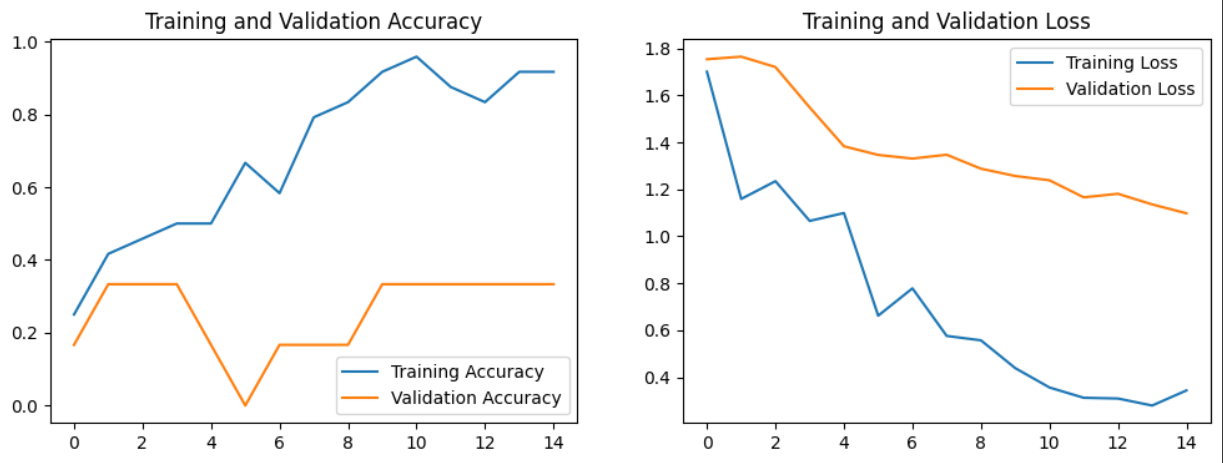 Training and Validation Accuracy
1.0
0.8
0.6
0.4
0.2
0.0
Training Accuracy
Validation Accuracy
0 2 4 6 8 10 12 14
Training and Validation Loss
1.8
1.6
1.4
1.2
1.0
0.8
0.6
0.4
Training Loss
Validation Loss
0 2 4 6 8 10 12 14